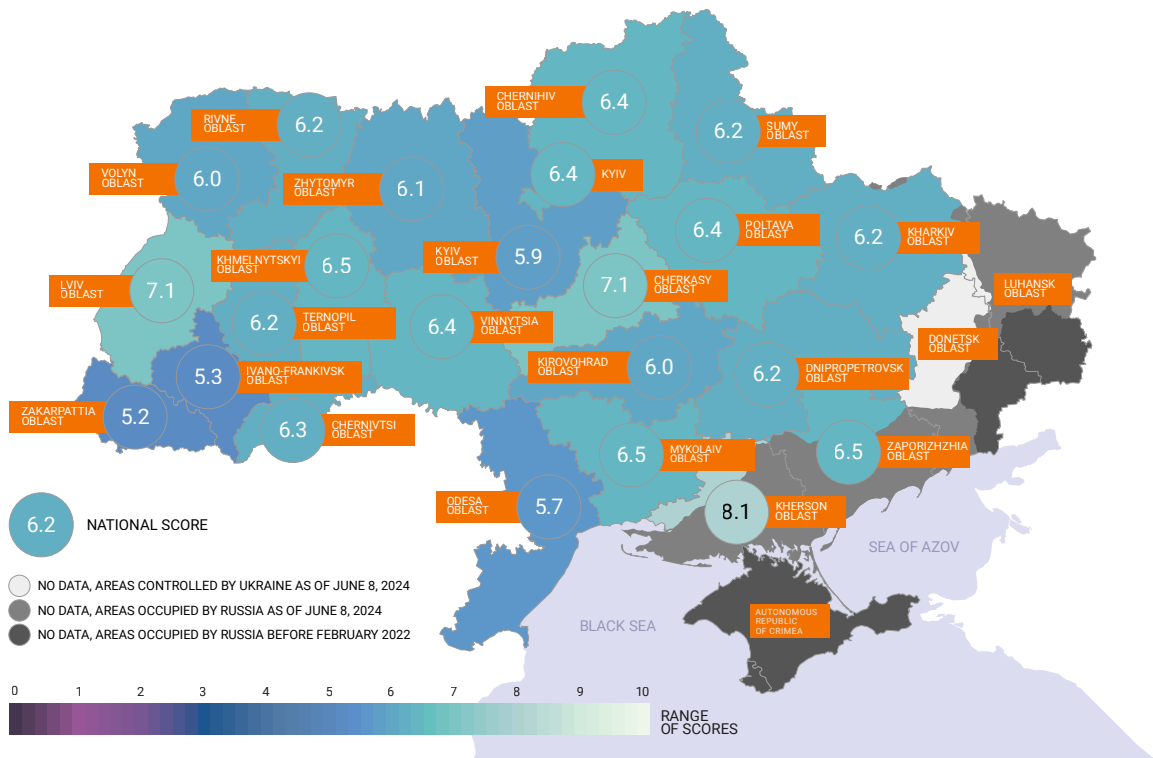 CHERNIHIV
OBLAST
6.4
RIVNE
OBLAST
6.2
6.2
SUMY
OBLAST
VOLYN
OBLAST
6.0
ZHYTOMYR
OBLAST
6.1
6.4
KYIV
6.4
POLTAVA
OBLAST
6.2
KHARKIV
OBLAST
KHMELNYTSKYI
OBLAST
6.5
KYIV
OBLAST
5.9
LVIV
OBLAST
7.1
7.1
CHERKASY
OBLAST
LUHANSK
OBLAST
6.2
TERNOPIL
OBLAST
6.4
VINNYTSIA
OBLAST
DONETSK
OBLAST
5.3
IVANO-FRANKIVSK
OBLAST
KIROVOHRAD
OBLAST
6.0
6.2
DNIPROPETROVSK
OBLAST
ZAKARPATTIA
OBLAST
5.2
6.3
CHERNIVTSI
OBLAST
6.5
MYKOLAIV
OBLAST
6.5
ZAPORIZHZHIA
OBLAST
ODESA
OBLAST
5.7
8.1
KHERSON
OBLAST
6.2
NATIONAL SCORE
SEA OF AZOV
NO DATA, AREAS CONTROLLED BY UKRAINE AS OF JUNE 8, 2024
NO DATA, AREAS OCCUPIED BY RUSSIA AS OF JUNE 8, 2024
NO DATA, AREAS OCCUPIED BY RUSSIA BEFORE FEBRUARY 2022
BLACK SEA
AUTONOMOUS
REPUBLIC
OF CRIMEA
0 1 2 3 4 5 6 7 8 9 10
RANGE
OF SCORES